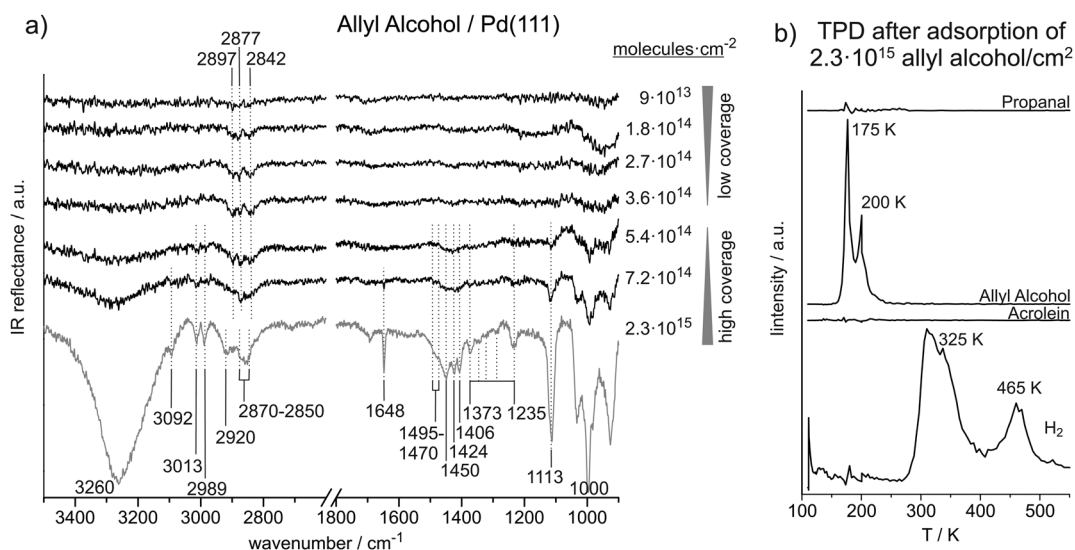 a)
Allyl Alcohol / Pd(111)
molecules·cm-2
2877
2897
2842
9·10¹³
1.8·10¹⁴
2.7·10¹⁴
3.6·10¹⁴
5.4·10¹⁴
7.2·10¹⁴
2.3·10¹⁵
low coverage
high coverage
IR reflectance / a.u.
3260
3092
3013
2989
2920
2870-2850
1648
1495-
1470
1450
1424
1406
1373
1235
1113
1000
3400 3200 3000 2800 1800 1600 1400 1200 1000
wavenumber / cm-1
b)
TPD after adsorption of
2.3·10¹⁵ allyl alcohol/cm²
Propanal
175 K
200 K
Allyl Alcohol
Acrolein
325 K
465 K
H₂
Iintensity / a.u.
100 200 300 400 500
T / K